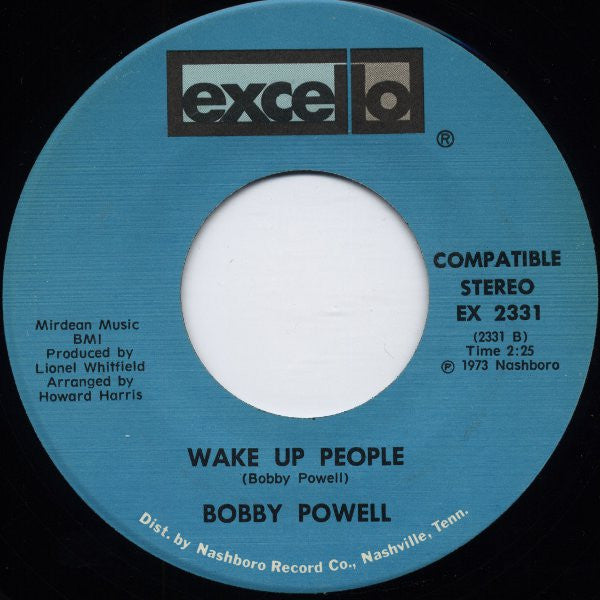 excello
®
COMPATIBLE
STEREO
EX 2331
(2331 B)
Time 2:25
℗ 1973 Nashboro
Mirdean Music
BMI
Produced by
Lionel Whitfield
Arranged by
Howard Harris
WAKE UP PEOPLE
(Bobby Powell)
BOBBY POWELL
Dist. by Nashboro Record Co., Nashville, Tenn.